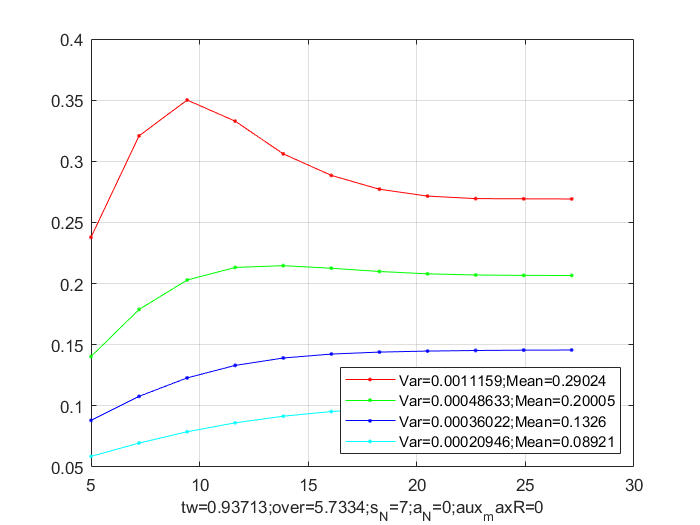 0.4
0.35
0.3
0.25
0.2
0.15
0.1
0.05
5
10
15
20
25
30
Var=0.0011159;Mean=0.29024
Var=0.00048633;Mean=0.20005
Var=0.00036022;Mean=0.1326
Var=0.00020946;Mean=0.08921
tw=0.93713;over=5.7334;s_N=7;a_N=0;aux_maxR=0